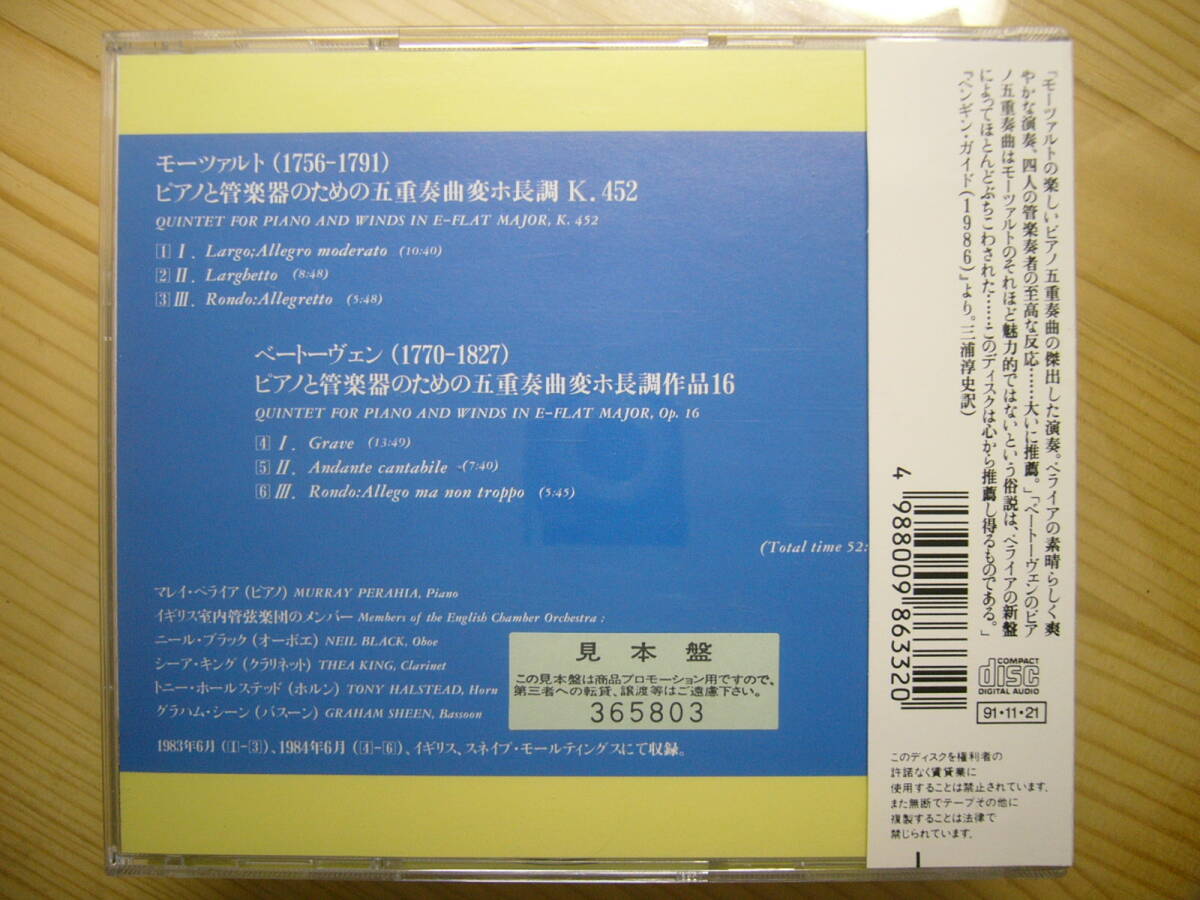 モーツァルト (1756-1791)
ピアノと管楽器のための五重奏曲変ホ長調 K. 452
QUINTET FOR PIANO AND WINDS IN E-FLAT MAJOR, K. 452
1 I. Largo;Allegro moderato (10:40)
2 II. Larghetto (8:48)
3 III. Rondo:Allegretto (5:48)
ベートーヴェン (1770-1827)
ピアノと管楽器のための五重奏曲変ホ長調作品16
QUINTET FOR PIANO AND WINDS IN E-FLAT MAJOR, Op. 16
4 I. Grave (13:49)
5 II. Andante cantabile (7:40)
6 III. Rondo:Allego ma non troppo (5:45)
(Total time 52:
マレイ・ペライア (ピアノ) MURRAY PERAHIA, Piano
イギリス室内管弦楽団のメンバー Members of the English Chamber Orchestra :
ニール・ブラック (オーボエ) NEIL BLACK, Oboe
シーア・キング (クラリネット) THEA KING, Clarinet
トニー・ホールステッド (ホルン) TONY HALSTEAD, Horn
グラハム・シーン (バスーン) GRAHAM SHEEN, Bassoon
1983年6月 (1-3)、1984年6月 (4-6)、イギリス、スネイプ・モールティングスにて収録。
見本盤
この見本盤は商品プロモーション用ですので、
第三者への転貸、譲渡等はご遠慮下さい。
365803
『モーツァルトの楽しいピアノ五重奏曲の傑出した演奏。ペライアの素晴らしく爽
やかな演奏。四人の管楽奏者の至高な反応……大いに推薦。」「ベートーヴェンのピア
ノ五重奏曲はモーツァルトのそれほど魅力的ではないという俗説は、ペライアの新盤
によってほとんどぶちこわされた……このディスクは心から推薦し得るものである。」
『ペンギン・ガイド(1986)』より。三浦淳史訳)
4 988009 863320
COMPACT
disc
DIGITAL AUDIO
91・11・21
このディスクを権利者の
許諾なく賃貸業に
使用することは禁止されています。
また無断でテープその他に
複製することは法律で
禁じられています。